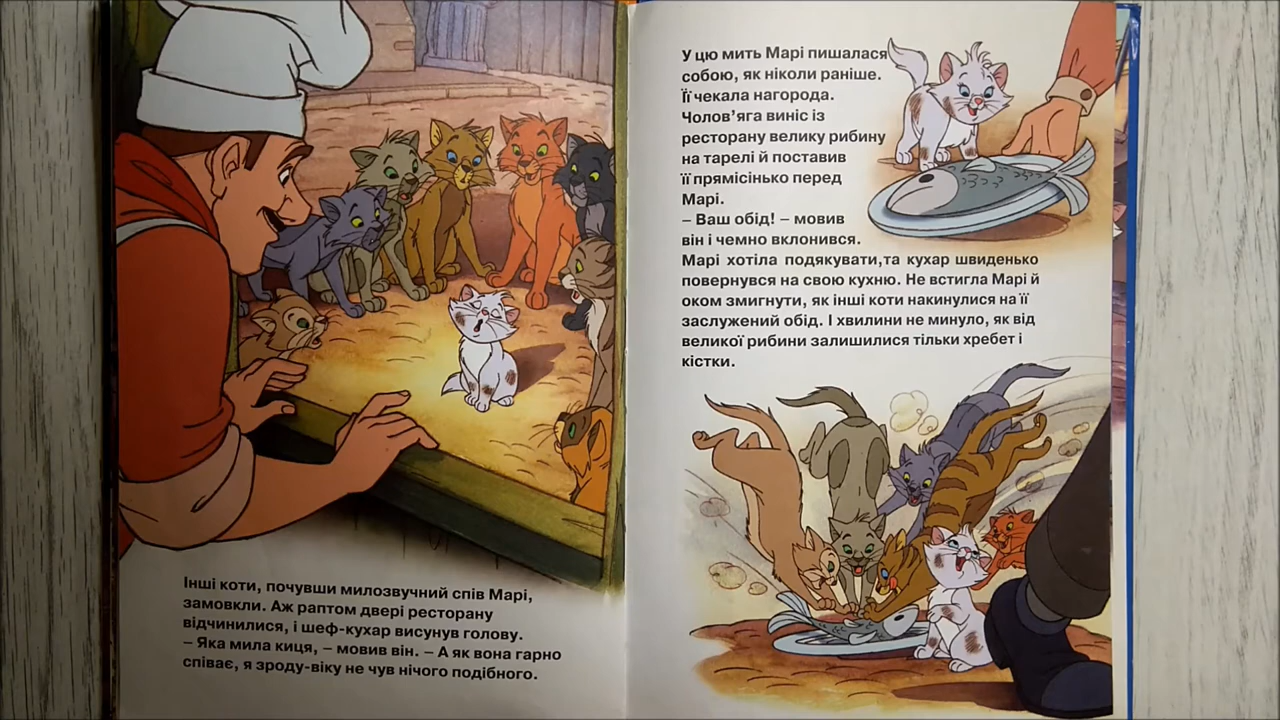 Інші коти, почувши милозвучний спів Марі,
замовкли. Аж раптом двері ресторану
відчинилися, і шеф-кухар висунув голову.
– Яка мила киця, – мовив він. – А як вона гарно
співає, я зроду-віку не чув нічого подібного.
У цю мить Марі пишалася
собою, як ніколи раніше.
Її чекала нагорода.
Чолов’яга виніс із
ресторану велику рибину
на тарелі й поставив
її прямісінько перед
Марі.
– Ваш обід! – мовив
він і чемно вклонився.
Марі хотіла подякувати,та кухар швиденько
повернувся на свою кухню. Не встигла Марі й
оком змигнути, як інші коти накинулися на її
заслужений обід. І хвилини не минуло, як від
великої рибини залишилися тільки хребет і
кістки.